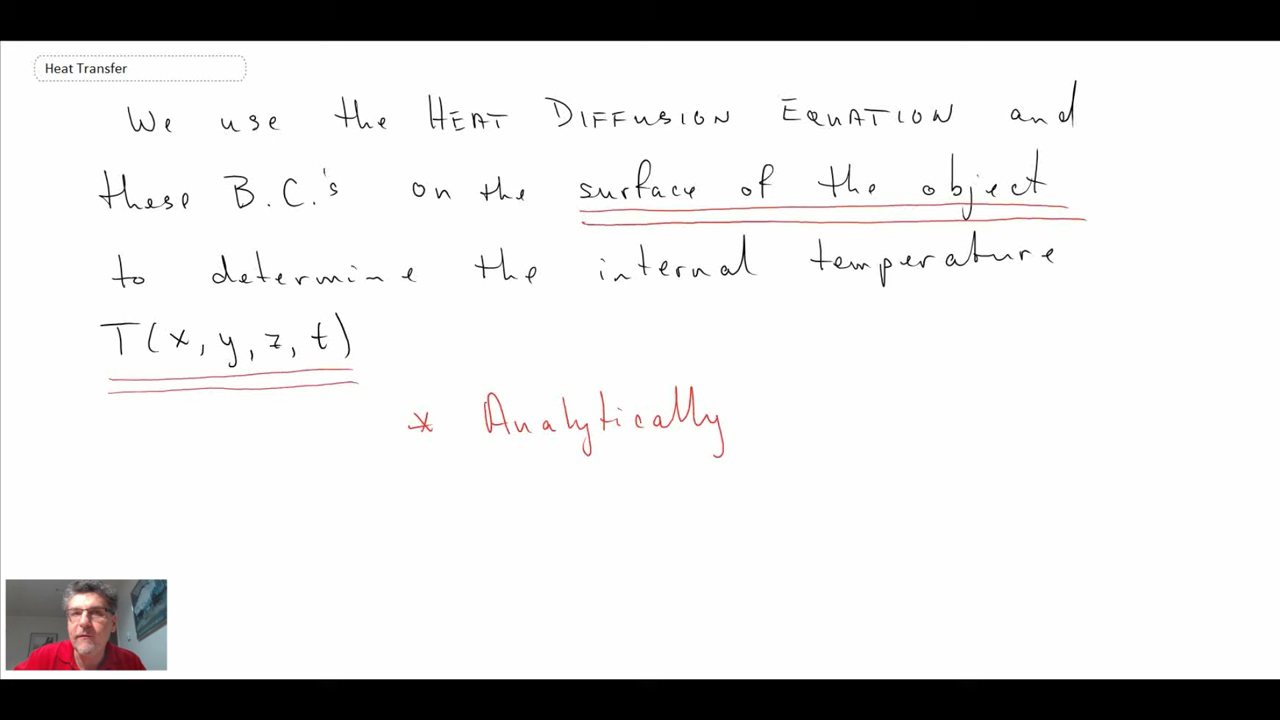 Heat Transfer
We use the HEAT DIFFUSION EQUATION and
these B.C.'s on the surface of the object
to determine the internal temperature
T(x, y, z, t)
* Analytically